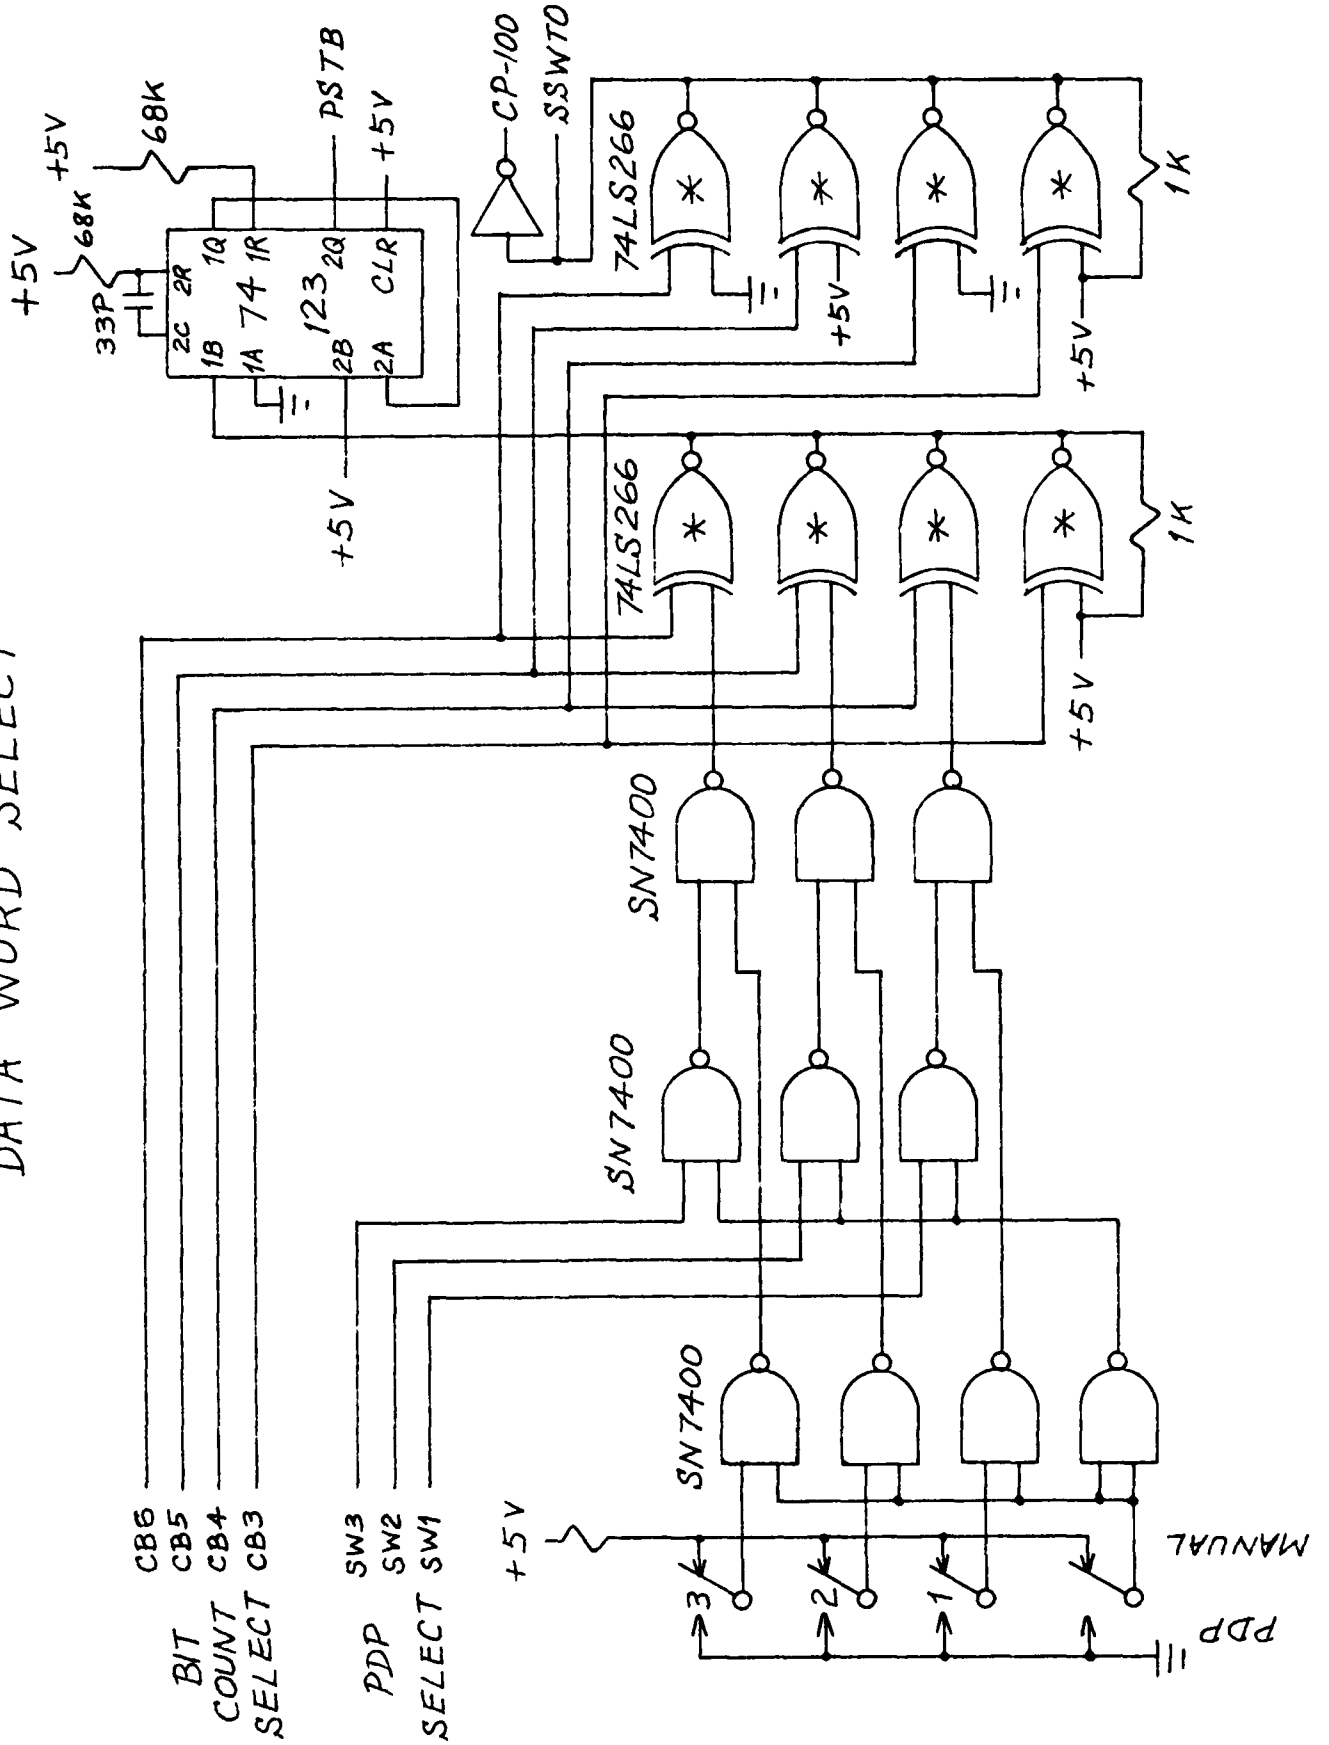 DATA WORD SELECT
BIT
COUNT
SELECT
CB6
CB5
CB4
CB3
PDP
SELECT
SW3
SW2
SW1
+5V
3
2
1
PDP
MANUAL
SN7400
SN7400
SN7400
+5V
74LS266
*
*
*
*
1K
+5V
+5V
68K
33P
+5V
68K
2C
2R
1B
1Q
1A
74
1R
123
2B
2Q
2A
CLR
+5V
PSTB
+5V
CP-100
SSWTO
74LS266
*
*
*
*
+5V
+5V
1K